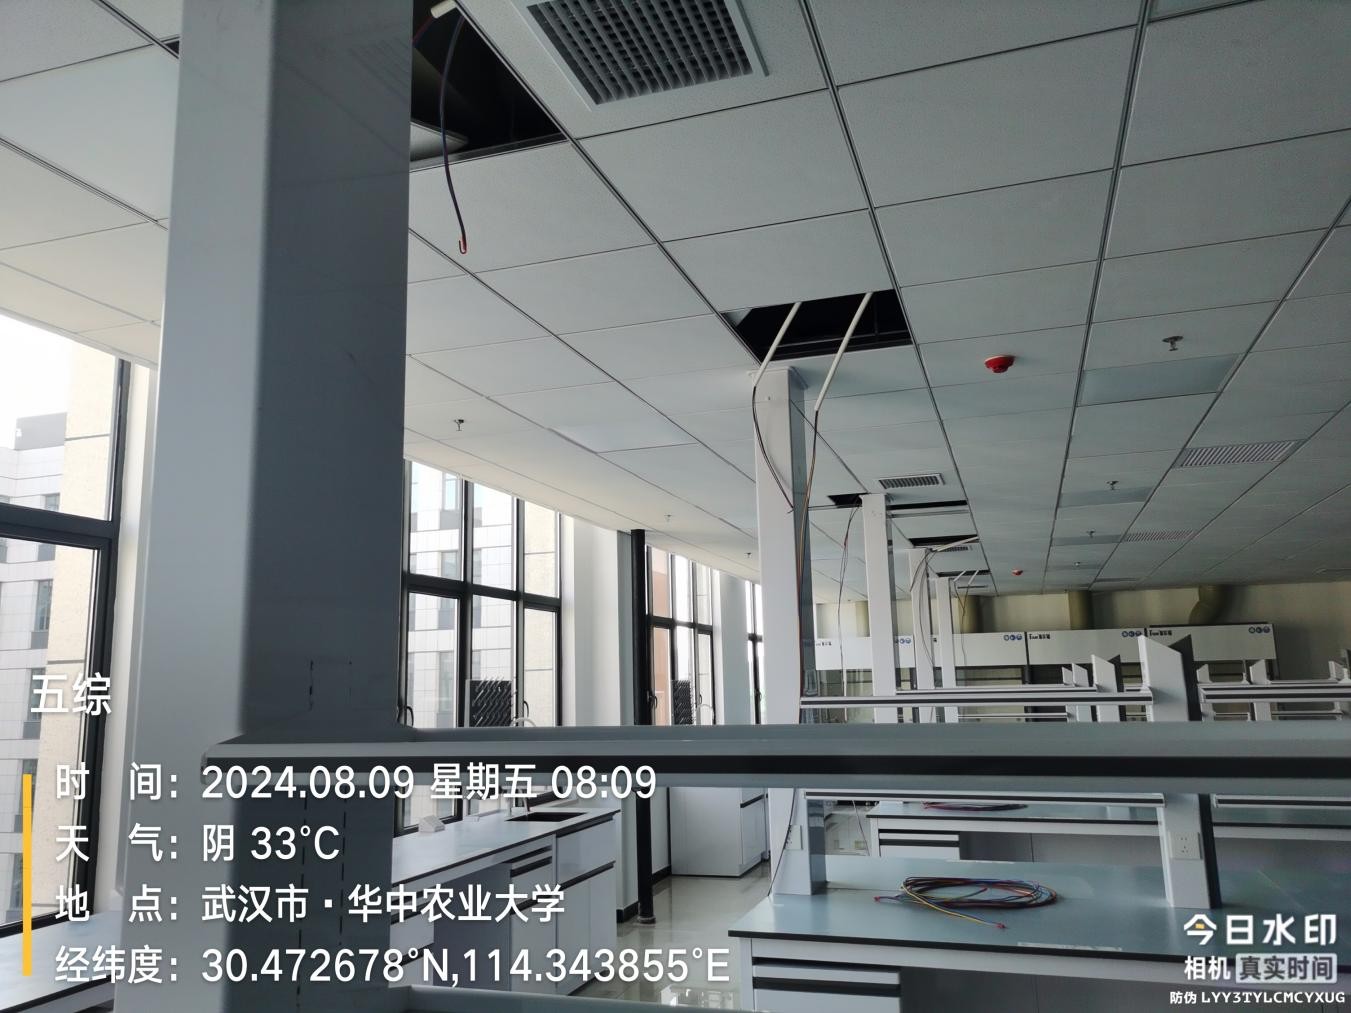 五综
时 间：2024.08.09 星期五 08:09
天 气：阴 33°C
地 点：武汉市·华中农业大学
经纬度：30.472678°N,114.343855°E
今日水印
相机 真实时间
防伪 LYY3TYLCMCYXUG